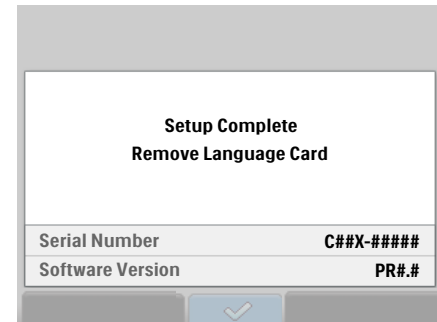 Setup Complete
Remove Language Card
Serial Number C##X-#####
Software Version PR#.#